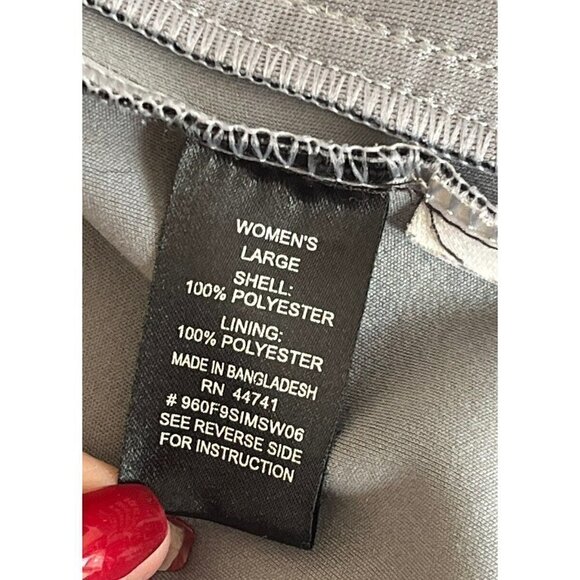 WOMEN'S
LARGE
SHELL:
100% POLYESTER
LINING:
100% POLYESTER
MADE IN BANGLADESH
RN 44741
# 960F9SIMSW06
SEE REVERSE SIDE
FOR INSTRUCTION